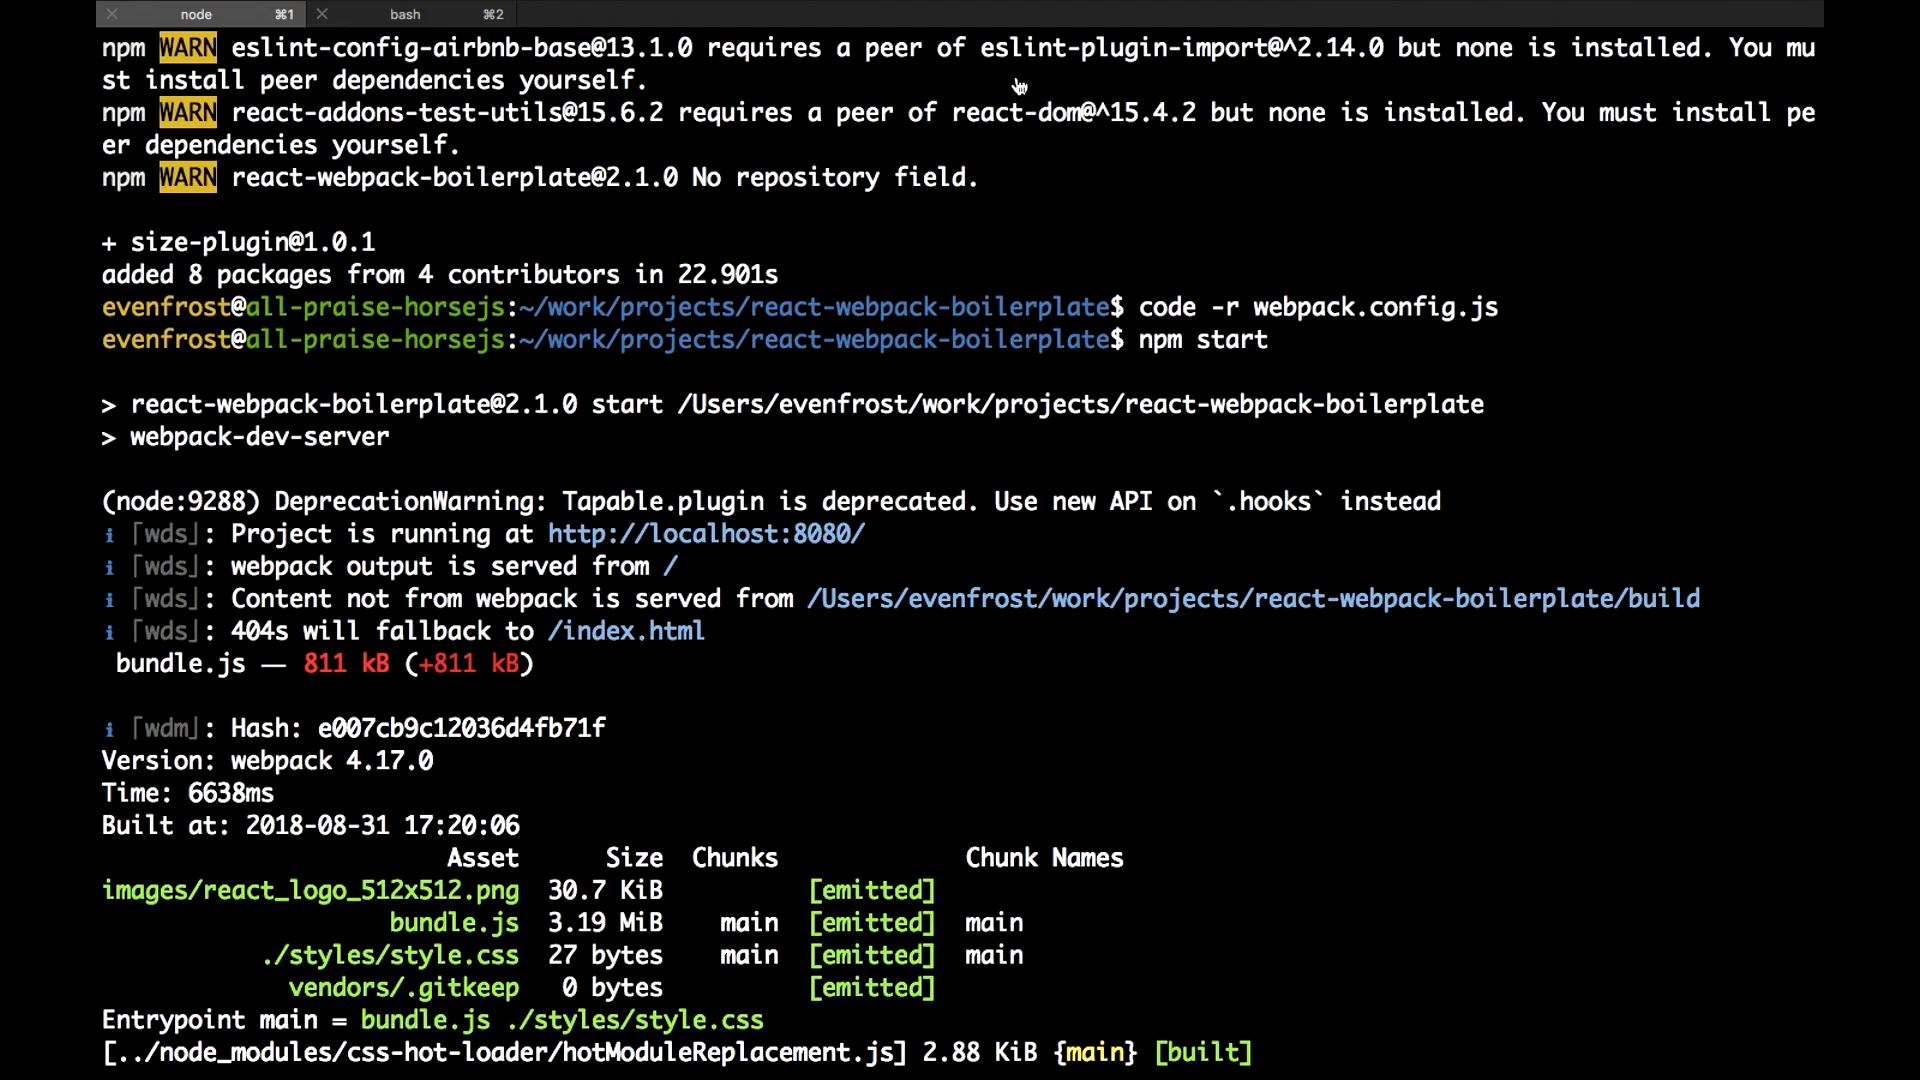 node ⌘1 bash ⌘2
npm WARN eslint-config-airbnb-base@13.1.0 requires a peer of eslint-plugin-import@^2.14.0 but none is installed. You mu
st install peer dependencies yourself.
npm WARN react-addons-test-utils@15.6.2 requires a peer of react-dom@^15.4.2 but none is installed. You must install pe
er dependencies yourself.
npm WARN react-webpack-boilerplate@2.1.0 No repository field.
+ size-plugin@1.0.1
added 8 packages from 4 contributors in 22.901s
evenfrost@all-praise-horsejs:~/work/projects/react-webpack-boilerplate$ code -r webpack.config.js
evenfrost@all-praise-horsejs:~/work/projects/react-webpack-boilerplate$ npm start
> react-webpack-boilerplate@2.1.0 start /Users/evenfrost/work/projects/react-webpack-boilerplate
> webpack-dev-server
(node:9288) DeprecationWarning: Tapable.plugin is deprecated. Use new API on `.hooks` instead
ℹ ｢wds｣: Project is running at http://localhost:8080/
ℹ ｢wds｣: webpack output is served from /
ℹ ｢wds｣: Content not from webpack is served from /Users/evenfrost/work/projects/react-webpack-boilerplate/build
ℹ ｢wds｣: 404s will fallback to /index.html
bundle.js — 811 kB (+811 kB)
ℹ ｢wdm｣: Hash: e007cb9c12036d4fb71f
Version: webpack 4.17.0
Time: 6638ms
Built at: 2018-08-31 17:20:06
Asset Size Chunks Chunk Names
images/react_logo_512x512.png 30.7 KiB [emitted]
bundle.js 3.19 MiB main [emitted] main
./styles/style.css 27 bytes main [emitted] main
vendors/.gitkeep 0 bytes [emitted]
Entrypoint main = bundle.js ./styles/style.css
[../node_modules/css-hot-loader/hotModuleReplacement.js] 2.88 KiB {main} [built]